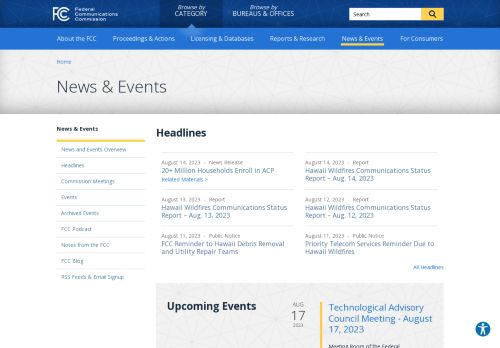 FCC Federal
Communications
Commission
Browse by
CATEGORY
Browse by
BUREAUS & OFFICES
Search
About the FCC
Proceedings & Actions
Licensing & Databases
Reports & Research
News & Events
For Consumers
Home
News & Events
News & Events
News and Events Overview
Headlines
Commission Meetings
Events
Archived Events
FCC Podcast
Notes from the FCC
FCC Blog
RSS Feeds & Email Signup
Headlines
August 14, 2023 - News Release
20+ Million Households Enroll in ACP
Related Materials >
August 14, 2023 - Report
Hawaii Wildfires Communications Status
Report – Aug. 14, 2023
August 13, 2023 - Report
Hawaii Wildfires Communications Status
Report – Aug. 13, 2023
August 12, 2023 - Report
Hawaii Wildfires Communications Status
Report – Aug. 12, 2023
August 11, 2023 - Public Notice
FCC Reminder to Hawaii Debris Removal
and Utility Repair Teams
August 11, 2023 - Public Notice
Priority Telecom Services Reminder Due to
Hawaii Wildfires
All Headlines
Upcoming Events
AUG
17
2023
Technological Advisory
Council Meeting - August
17, 2023
Meeting Room of the Federal